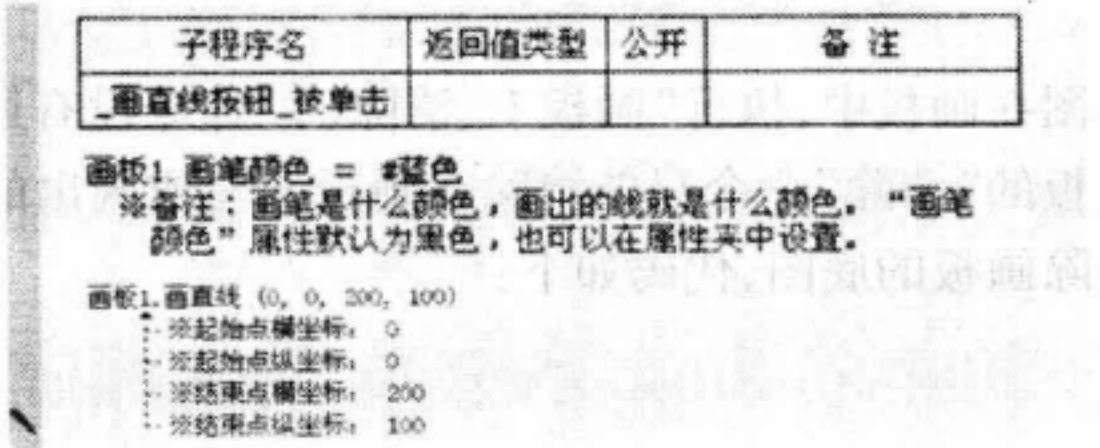 子程序名 返回值类型 公开 备 注
_画直线按钮_被单击
画板1.画笔颜色 = #蓝色
※备注：画笔是什么颜色，画出的线就是什么颜色。“画笔
颜色”属性默认为黑色，也可以在属性夹中设置。
画板1.画直线 (0, 0, 200, 100)
※起始点横坐标: 0
※起始点纵坐标: 0
※结束点横坐标: 200
※结束点纵坐标: 100